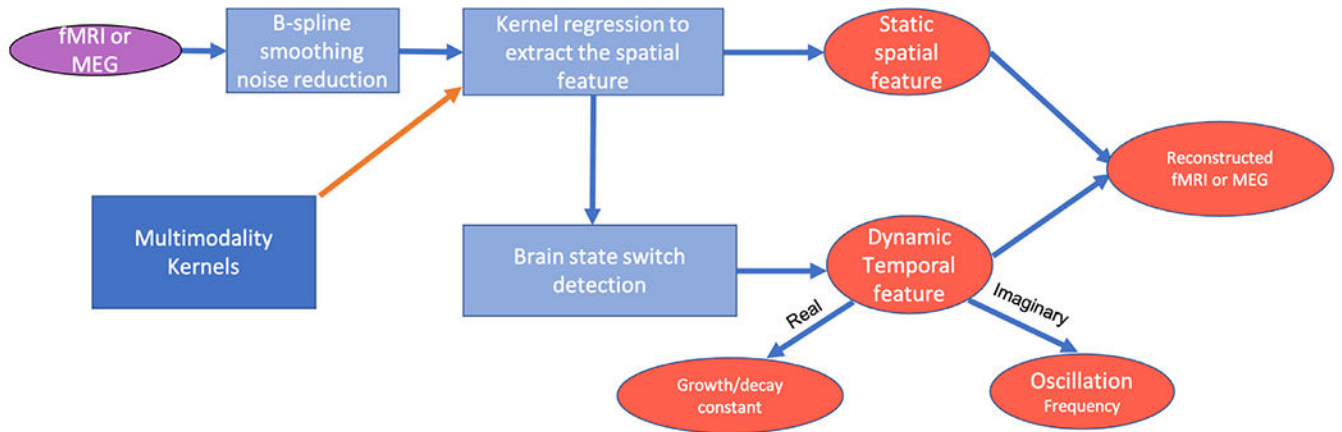 fMRI or
MEG
B-spline
smoothing
noise reduction
Kernel regression to
extract the spatial
feature
Static
spatial
feature
Reconstructed
fMRI or MEG
Multimodality
Kernels
Brain state switch
detection
Dynamic
Temporal
feature
Real
Imaginary
Growth/decay
constant
Oscillation
Frequency